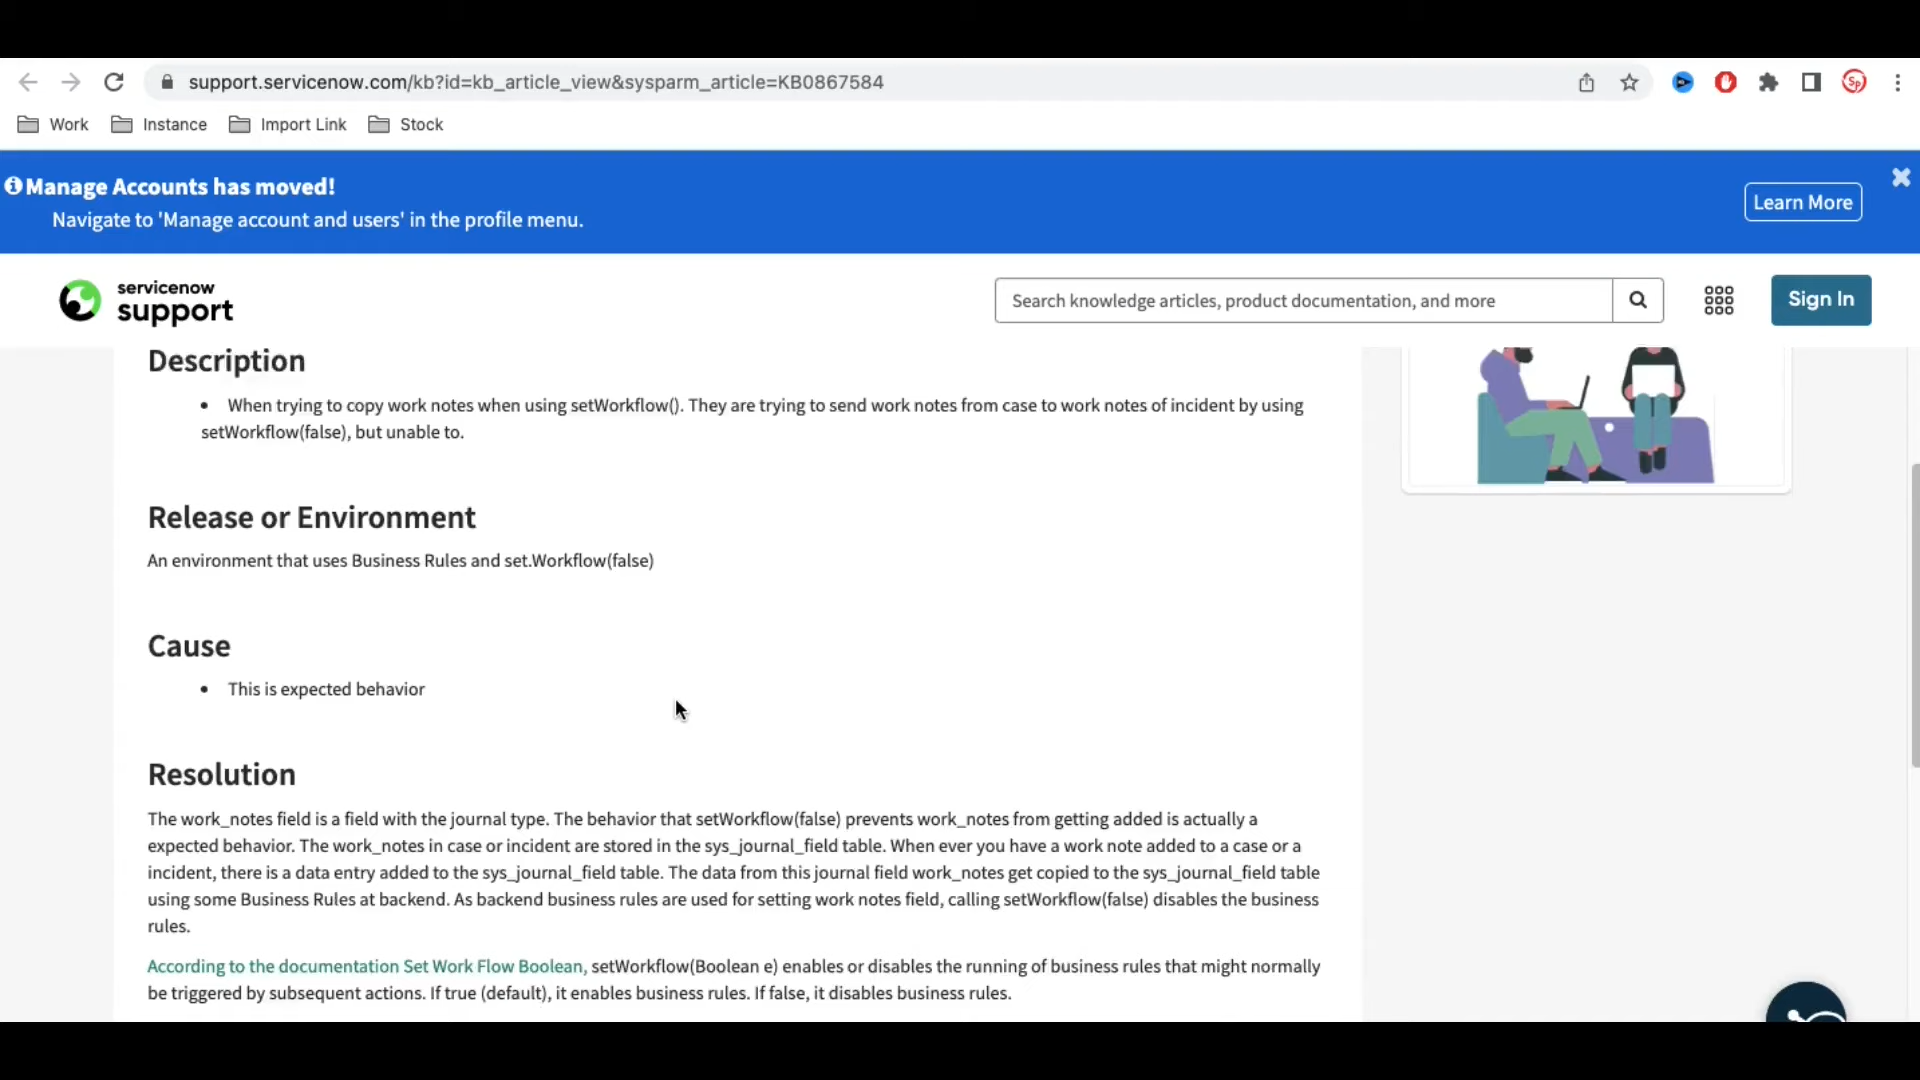 support.servicenow.com/kb?id=kb_article_view&sysparm_article=KB0867584
Sp
Work Instance Import Link Stock
Manage Accounts has moved!
Navigate to 'Manage account and users' in the profile menu.
Learn More
servicenow
support
Search knowledge articles, product documentation, and more
Sign In
Description
• When trying to copy work notes when using setWorkflow(). They are trying to send work notes from case to work notes of incident by using
setWorkflow(false), but unable to.
Release or Environment
An environment that uses Business Rules and set.Workflow(false)
Cause
• This is expected behavior
Resolution
The work_notes field is a field with the journal type. The behavior that setWorkflow(false) prevents work_notes from getting added is actually a
expected behavior. The work_notes in case or incident are stored in the sys_journal_field table. When ever you have a work note added to a case or a
incident, there is a data entry added to the sys_journal_field table. The data from this journal field work_notes get copied to the sys_journal_field table
using some Business Rules at backend. As backend business rules are used for setting work notes field, calling setWorkflow(false) disables the business
rules.
According to the documentation Set Work Flow Boolean, setWorkflow(Boolean e) enables or disables the running of business rules that might normally
be triggered by subsequent actions. If true (default), it enables business rules. If false, it disables business rules.